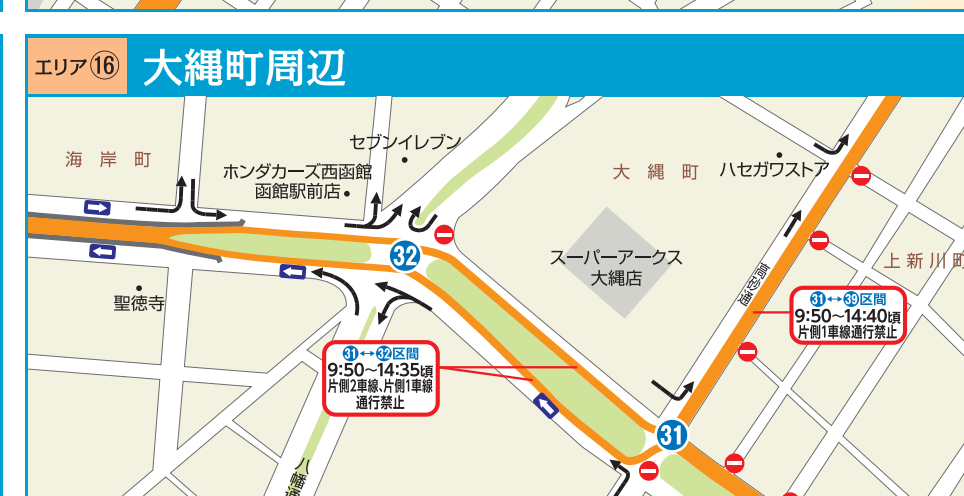 エリア⑯
大縄町周辺
海岸町
セブンイレブン
ホンダカーズ西函館
函館駅前店
大縄町
ハセガワストア
32
スーパーアークス
大縄店
上新川町
高砂通
聖徳寺
31↔39区間
9:50～14:40頃
片側1車線通行禁止
31↔32区間
9:50～14:35頃
片側2車線、片側1車線
通行禁止
31
八幡通